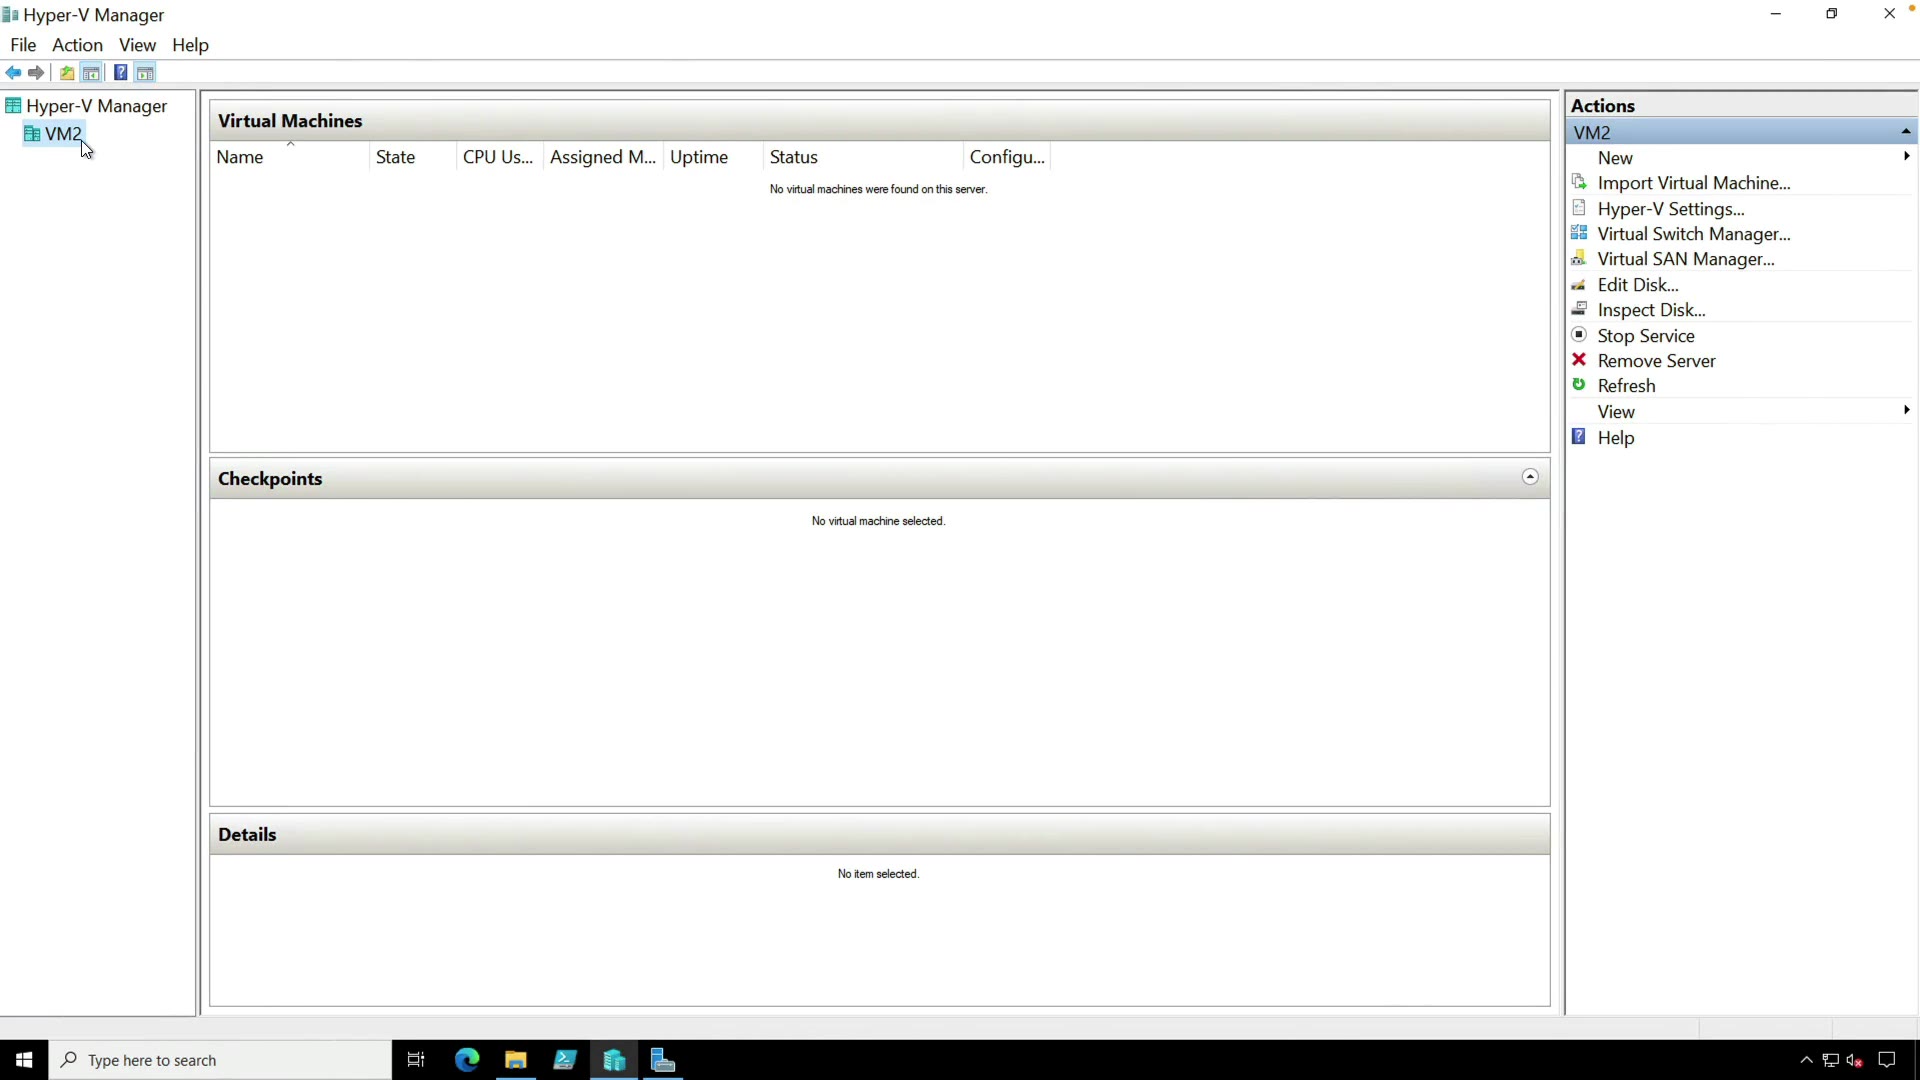 Hyper-V Manager
File Action View Help
Hyper-V Manager
VM2
Virtual Machines
Name State CPU Us... Assigned M... Uptime Status Configu...
No virtual machines were found on this server.
Checkpoints
No virtual machine selected.
Details
No item selected.
Actions
VM2
New
Import Virtual Machine...
Hyper-V Settings...
Virtual Switch Manager...
Virtual SAN Manager...
Edit Disk...
Inspect Disk...
Stop Service
Remove Server
Refresh
View
Help
Type here to search